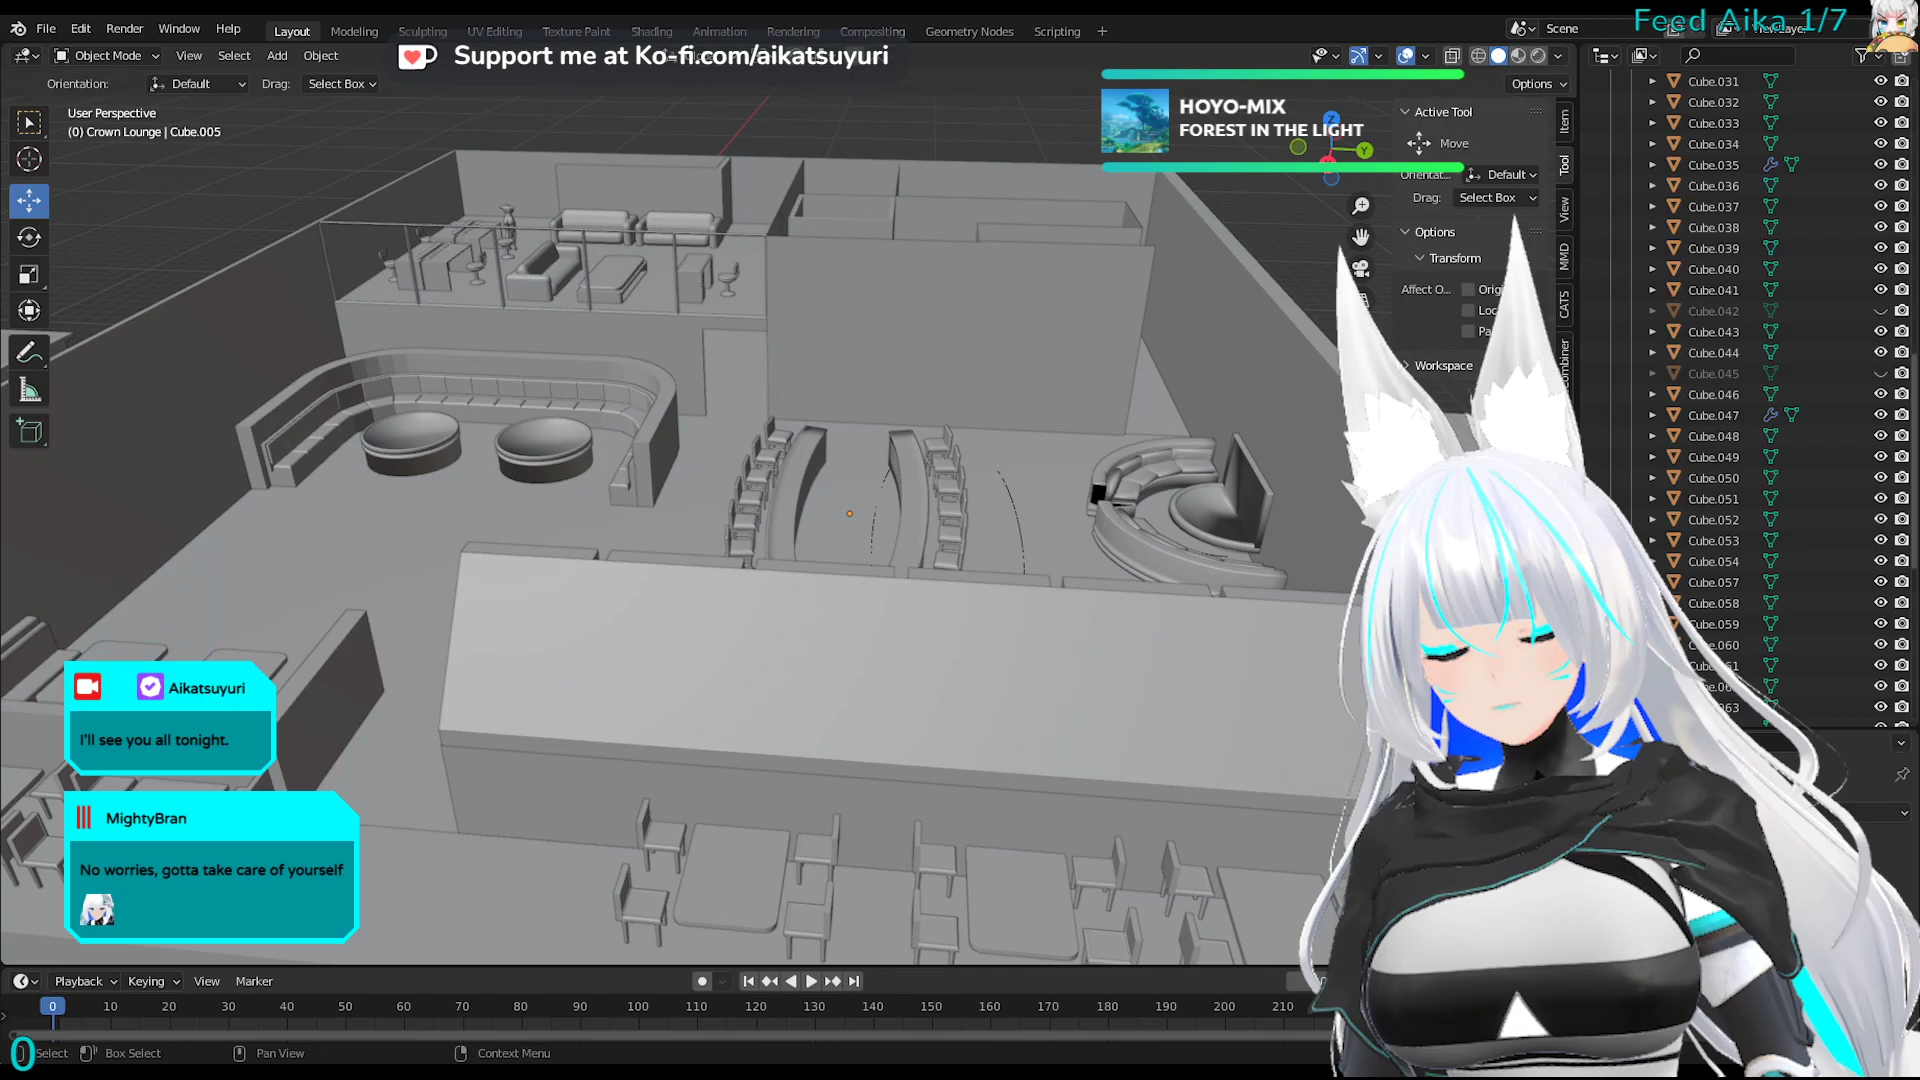 File Edit Render Window Help
Layout Modeling Sculpting UV Editing Texture Paint Shading Animation Rendering Compositing Geometry Nodes Scripting +
Scene
Feed Aika 1/7
Object Mode View Select Add Object
Support me at Ko-fi.com/aikatsuyuri
Orientation: Default Drag: Select Box
Options
User Perspective
(0) Crown Lounge | Cube.005
HOYO-MIX
FOREST IN THE LIGHT
Z
Y
Active Tool
Move
Orientat... Default
Drag: Select Box
Options
Transform
Affect O...
Workspace
Item
Tool
View
MMD
CATS
Cube.031
Cube.032
Cube.033
Cube.034
Cube.035
Cube.036
Cube.037
Cube.038
Cube.039
Cube.040
Cube.041
Cube.042
Cube.043
Cube.044
Cube.045
Cube.046
Cube.047
Cube.048
Cube.049
Cube.050
Cube.051
Cube.052
Cube.053
Cube.054
Cube.057
Cube.058
Cube.059
Cube.060
Aikatsuyuri
I'll see you all tonight.
MightyBran
No worries, gotta take care of yourself
Playback Keying View Marker
0 10 20 30 40 50 60 70 80 90 100 110 120 130 140 150 160 170 180 190 200 210
0
Select Box Select Pan View Context Menu